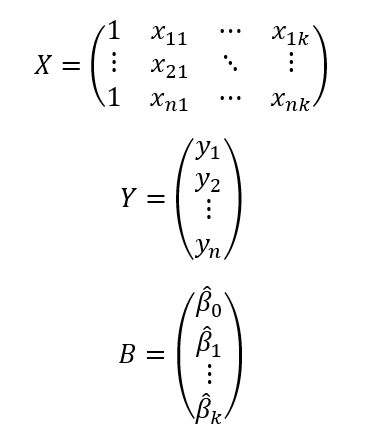 X = ( 1 x₁₁ ⋯ x₁ₖ
⋮ x₂₁ ⋱ ⋮
1 xₙ₁ ⋯ xₙₖ )
Y = ( y₁
y₂
⋮
yₙ )
B = ( β̂₀
β̂₁
⋮
β̂ₖ )